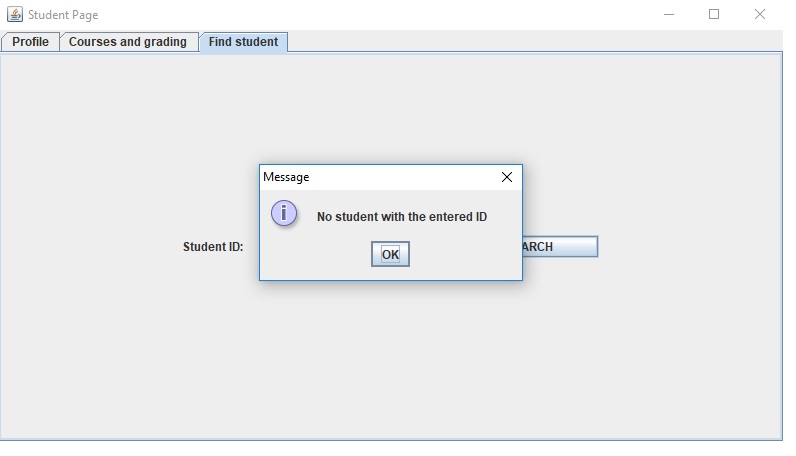 Student Page
Profile Courses and grading Find student
Message
No student with the entered ID
Student ID: ARCH
OK